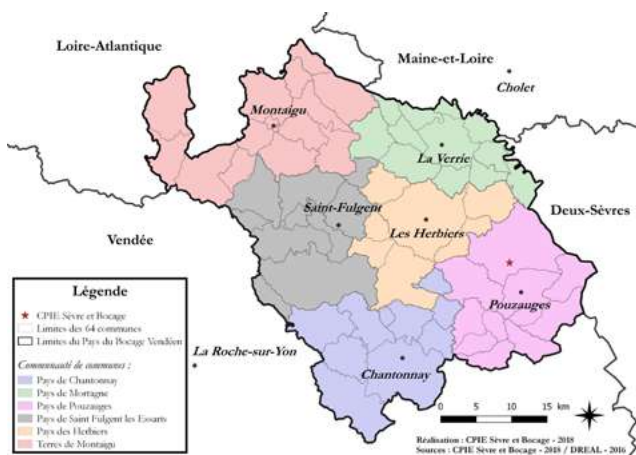 Loire-Atlantique
Maine-et-Loire
Cholet
Montaigu
La Verrie
Deux-Sèvres
Saint-Fulgent
Les Herbiers
Vendée
Légende
CPIE Sèvre et Bocage
Limites des 64 communes
Limites du Pays du Bocage Vendéen
Communauté de communes :
Pays de Chantonnay
Pays de Mortagne
Pays de Pouzauges
Pays de Saint Fulgent les Essarts
Pays des Herbiers
Terres de Montaigu
Pouzauges
La Roche-sur-Yon
Chantonnay
0 5 10 15 km
Réalisation : CPIE Sèvre et Bocage - 2018
Sources : CPIE Sèvre et Bocage - 2018 / DREAL - 2016